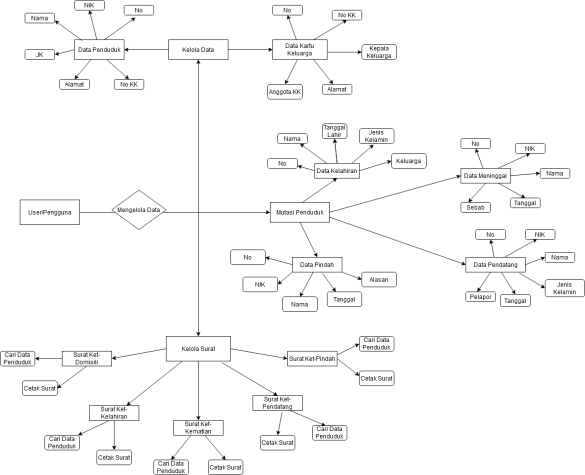 NIK
No
Nama
Data Penduduk
JK
Alamat
No KK
Kelola Data
No
No KK
Data Kartu
Keluarga
Kepala
Keluarga
Anggota KK
Alamat
Tanggal
Lahir
Nama
Jenis
Kelamin
No
Data Kelahiran
Keluarga
No
NIK
Data Meninggal
Nama
Sebab
Tanggal
User/Pengguna
Mengelola Data
Mutasi Penduduk
No
Data Pindah
NIK
Alasan
Nama
Tanggal
No
NIK
Data Pendatang
Nama
Jenis
Kelamin
Pelapor
Tanggal
Kelola Surat
Cari Data
Penduduk
Surat Ket-
Domisili
Cetak Surat
Surat Ket-Pindah
Cari Data
Penduduk
Cetak Surat
Surat Ket-
Kelahiran
Cari Data
Penduduk
Cetak Surat
Surat Ket-
Kematian
Cari Data
Penduduk
Cetak Surat
Surat Ket-
Pendatang
Cetak Surat
Cari Data
Penduduk